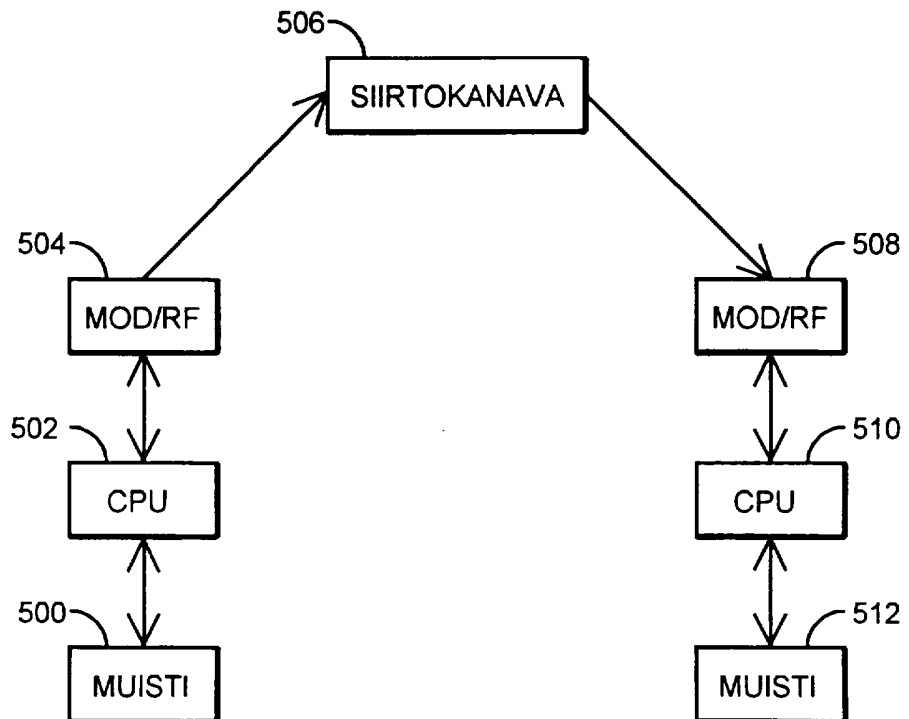 506
SIIRTOKANAVA
504
508
MOD/RF
MOD/RF
502
510
CPU
CPU
500
512
MUISTI
MUISTI